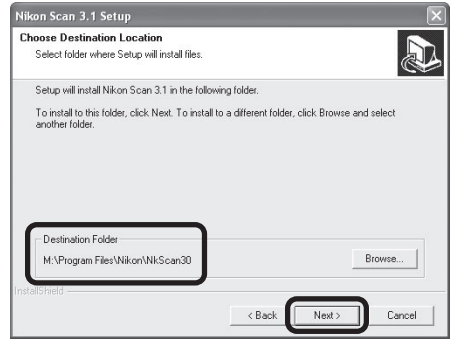 Nikon Scan 3.1 Setup
Choose Destination Location
Select folder where Setup will install files.
Setup will install Nikon Scan 3.1 in the following folder.
To install to this folder, click Next. To install to a different folder, click Browse and select
another folder.
Destination Folder
M:\Program Files\Nikon\NkScan30
Browse...
InstallShield
< Back
Next >
Cancel